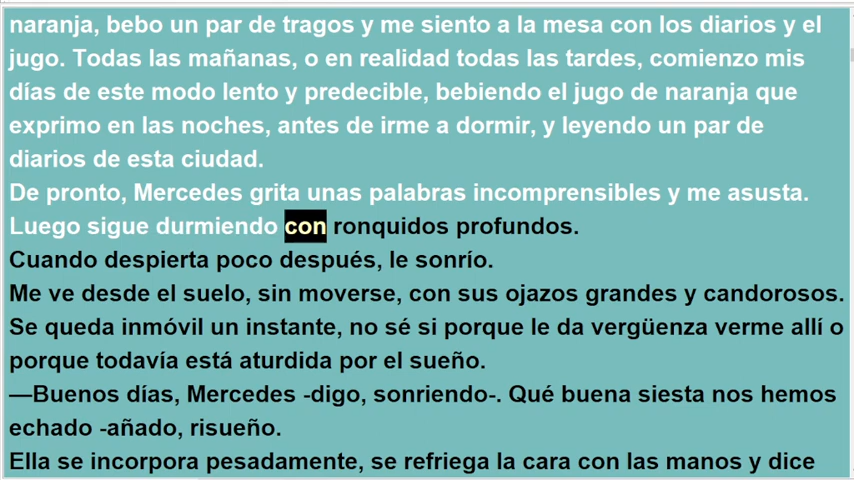 naranja, bebo un par de tragos y me siento a la mesa con los diarios y el
jugo. Todas las mañanas, o en realidad todas las tardes, comienzo mis
días de este modo lento y predecible, bebiendo el jugo de naranja que
exprimo en las noches, antes de irme a dormir, y leyendo un par de
diarios de esta ciudad.
De pronto, Mercedes grita unas palabras incomprensibles y me asusta.
Luego sigue durmiendo con ronquidos profundos.
Cuando despierta poco después, le sonrío.
Me ve desde el suelo, sin moverse, con sus ojazos grandes y candorosos.
Se queda inmóvil un instante, no sé si porque le da vergüenza verme allí o
porque todavía está aturdida por el sueño.
—Buenos días, Mercedes -digo, sonriendo-. Qué buena siesta nos hemos
echado -añado, risueño.
Ella se incorpora pesadamente, se refriega la cara con las manos y dice